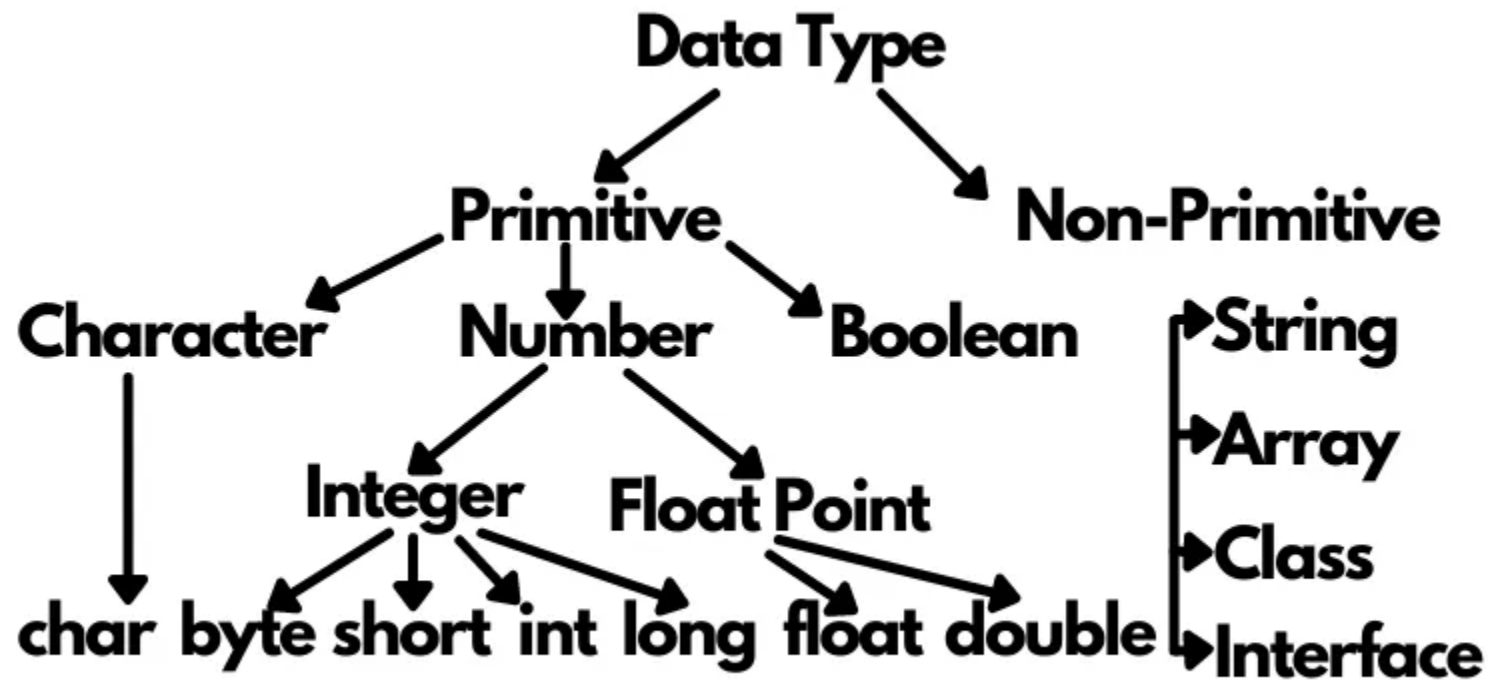 Data Type
Primitive
Non-Primitive
Character
Number
Boolean
String
Array
Integer
Float Point
Class
char byte short int long float double
Interface